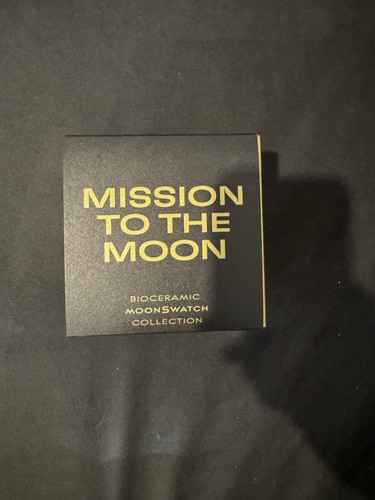 MISSION
TO THE
MOON
BIOCERAMIC
MOONSWATCH
COLLECTION